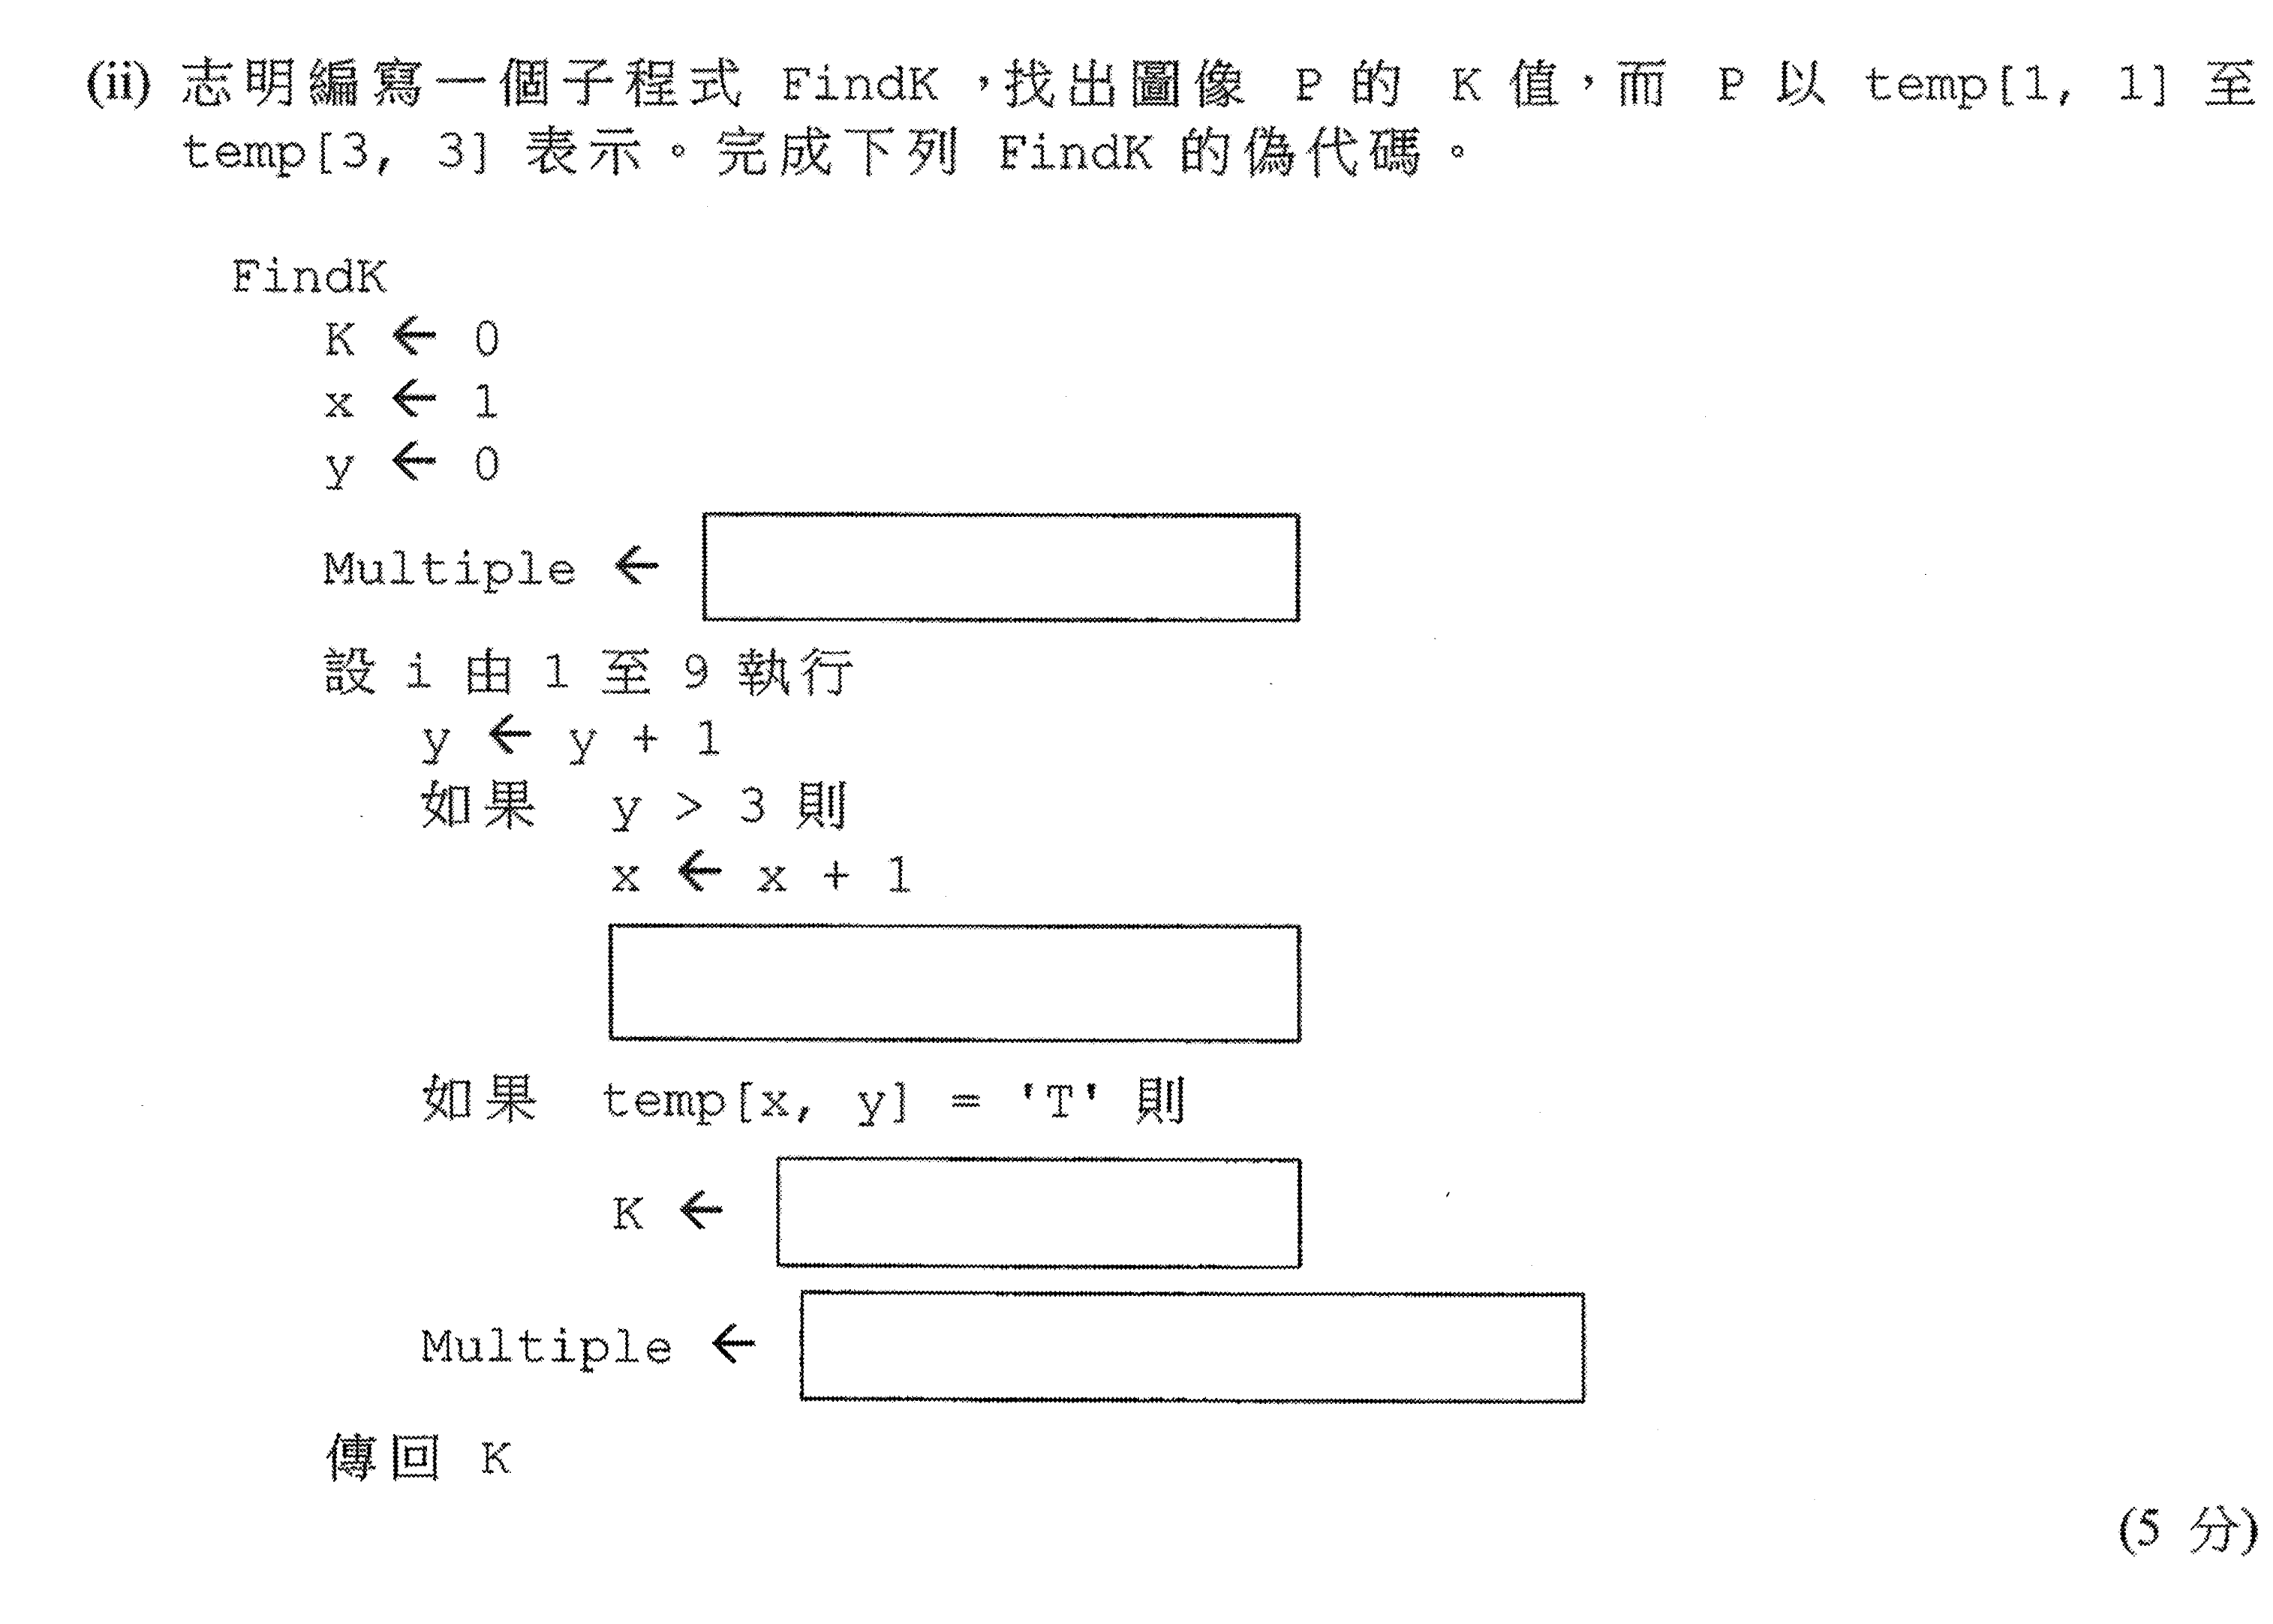 (ii) 志明編寫一個子程式 FindK,找出圖像 P 的 K 值,而 P 以 temp[1, 1] 至
temp[3, 3] 表示。完成下列 FindK 的偽代碼。
FindK
K ← 0
x ← 1
y ← 0
Multiple ←
設 i 由 1 至 9 執行
y ← y + 1
如果 y > 3 則
x ← x + 1
如果 temp[x, y] = 'T' 則
K ←
Multiple ←
傳回 K
(5 分)